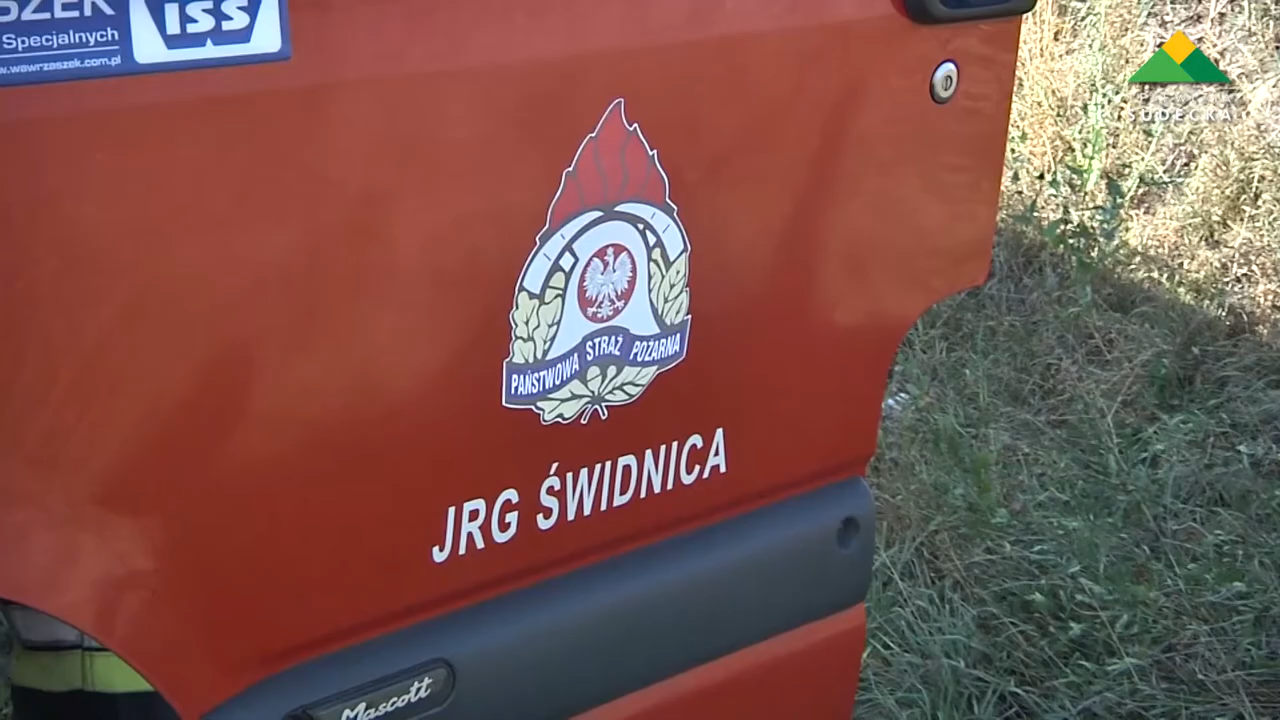 SZEK
ISS
Specjalnych
www.wawrzaszek.com.pl
SUDECKA
PAŃSTWOWA STRAŻ POŻARNA
JRG ŚWIDNICA
Mascott